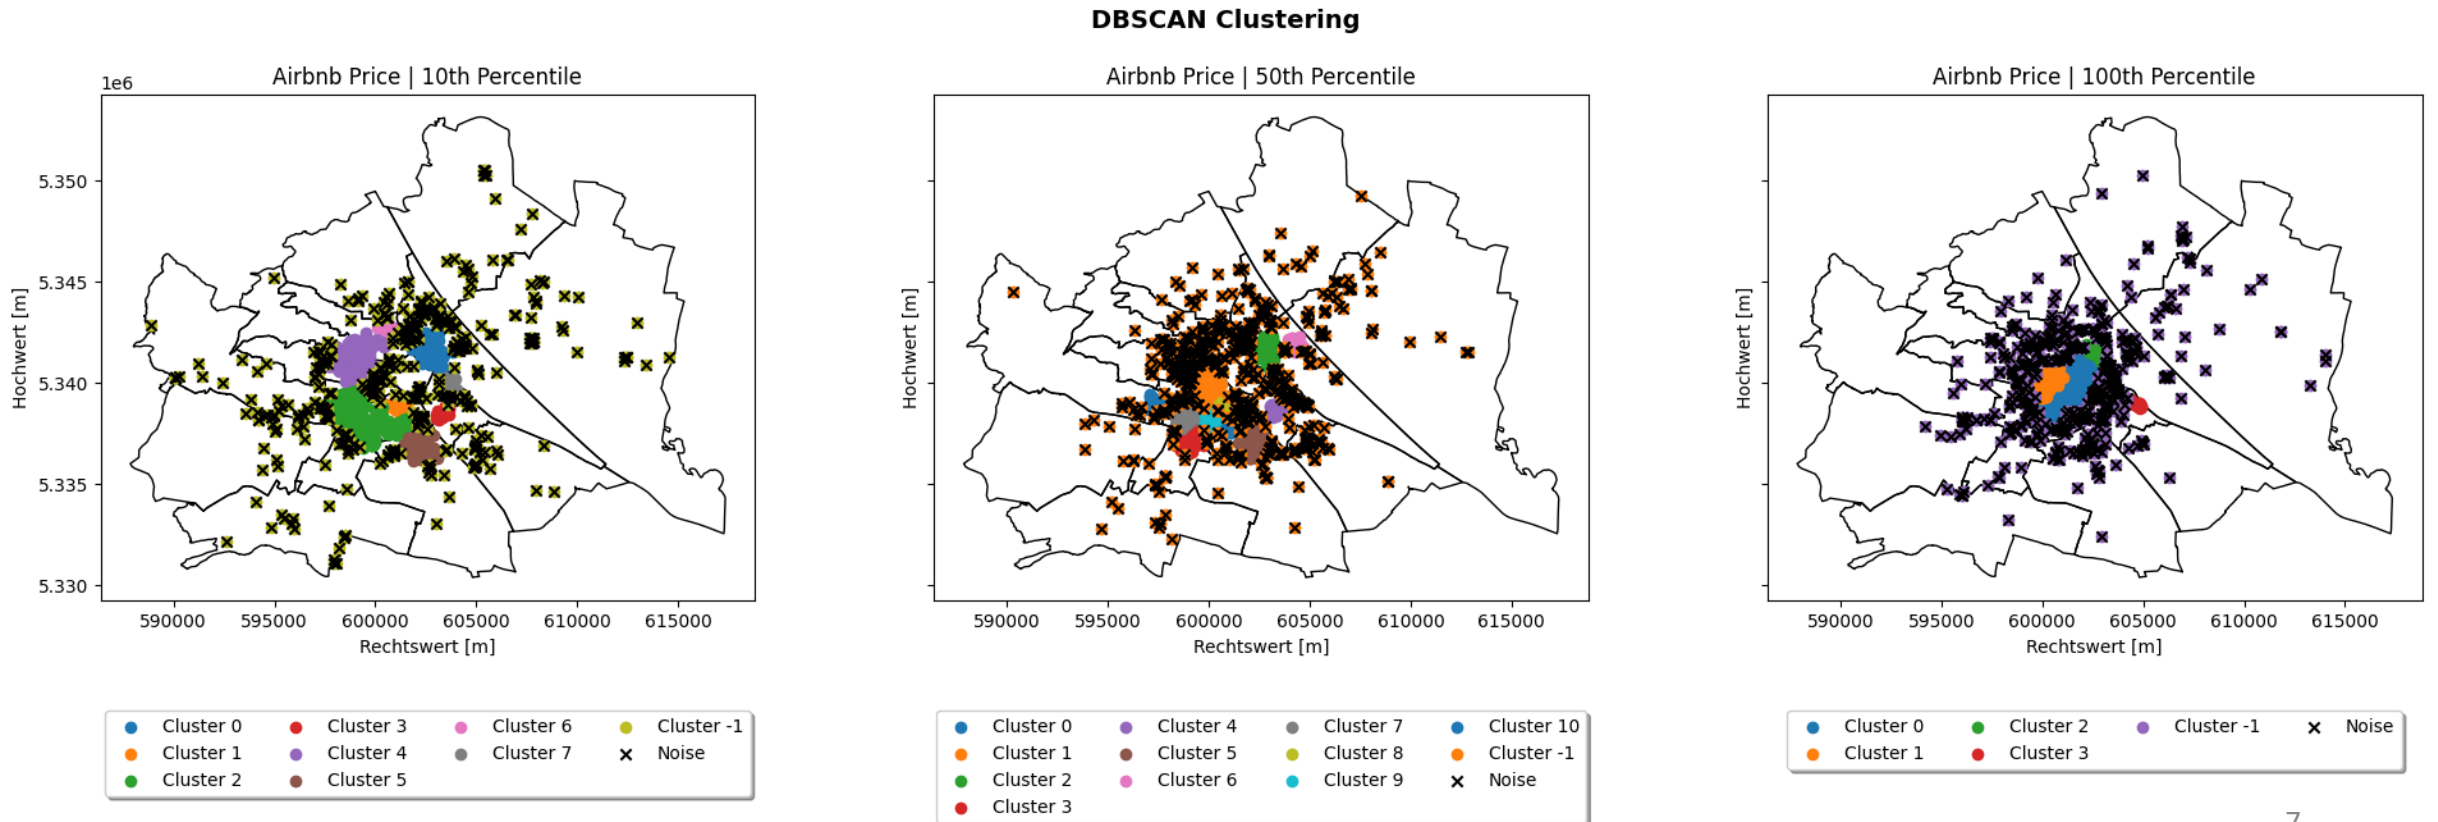 DBSCAN Clustering
Airbnb Price | 10th Percentile
1e6
Hochwert [m]
5.350
5.345
5.340
5.335
5.330
590000 595000 600000 605000 610000 615000
Rechtswert [m]
Cluster 0 Cluster 3 Cluster 6 Cluster -1
Cluster 1 Cluster 4 Cluster 7 Noise
Cluster 2 Cluster 5
Airbnb Price | 50th Percentile
Hochwert [m]
590000 595000 600000 605000 610000 615000
Rechtswert [m]
Cluster 0 Cluster 4 Cluster 7 Cluster 10
Cluster 1 Cluster 5 Cluster 8 Cluster -1
Cluster 2 Cluster 6 Cluster 9 Noise
Cluster 3
Airbnb Price | 100th Percentile
Hochwert [m]
590000 595000 600000 605000 610000 615000
Rechtswert [m]
Cluster 0 Cluster 2 Cluster -1 Noise
Cluster 1 Cluster 3